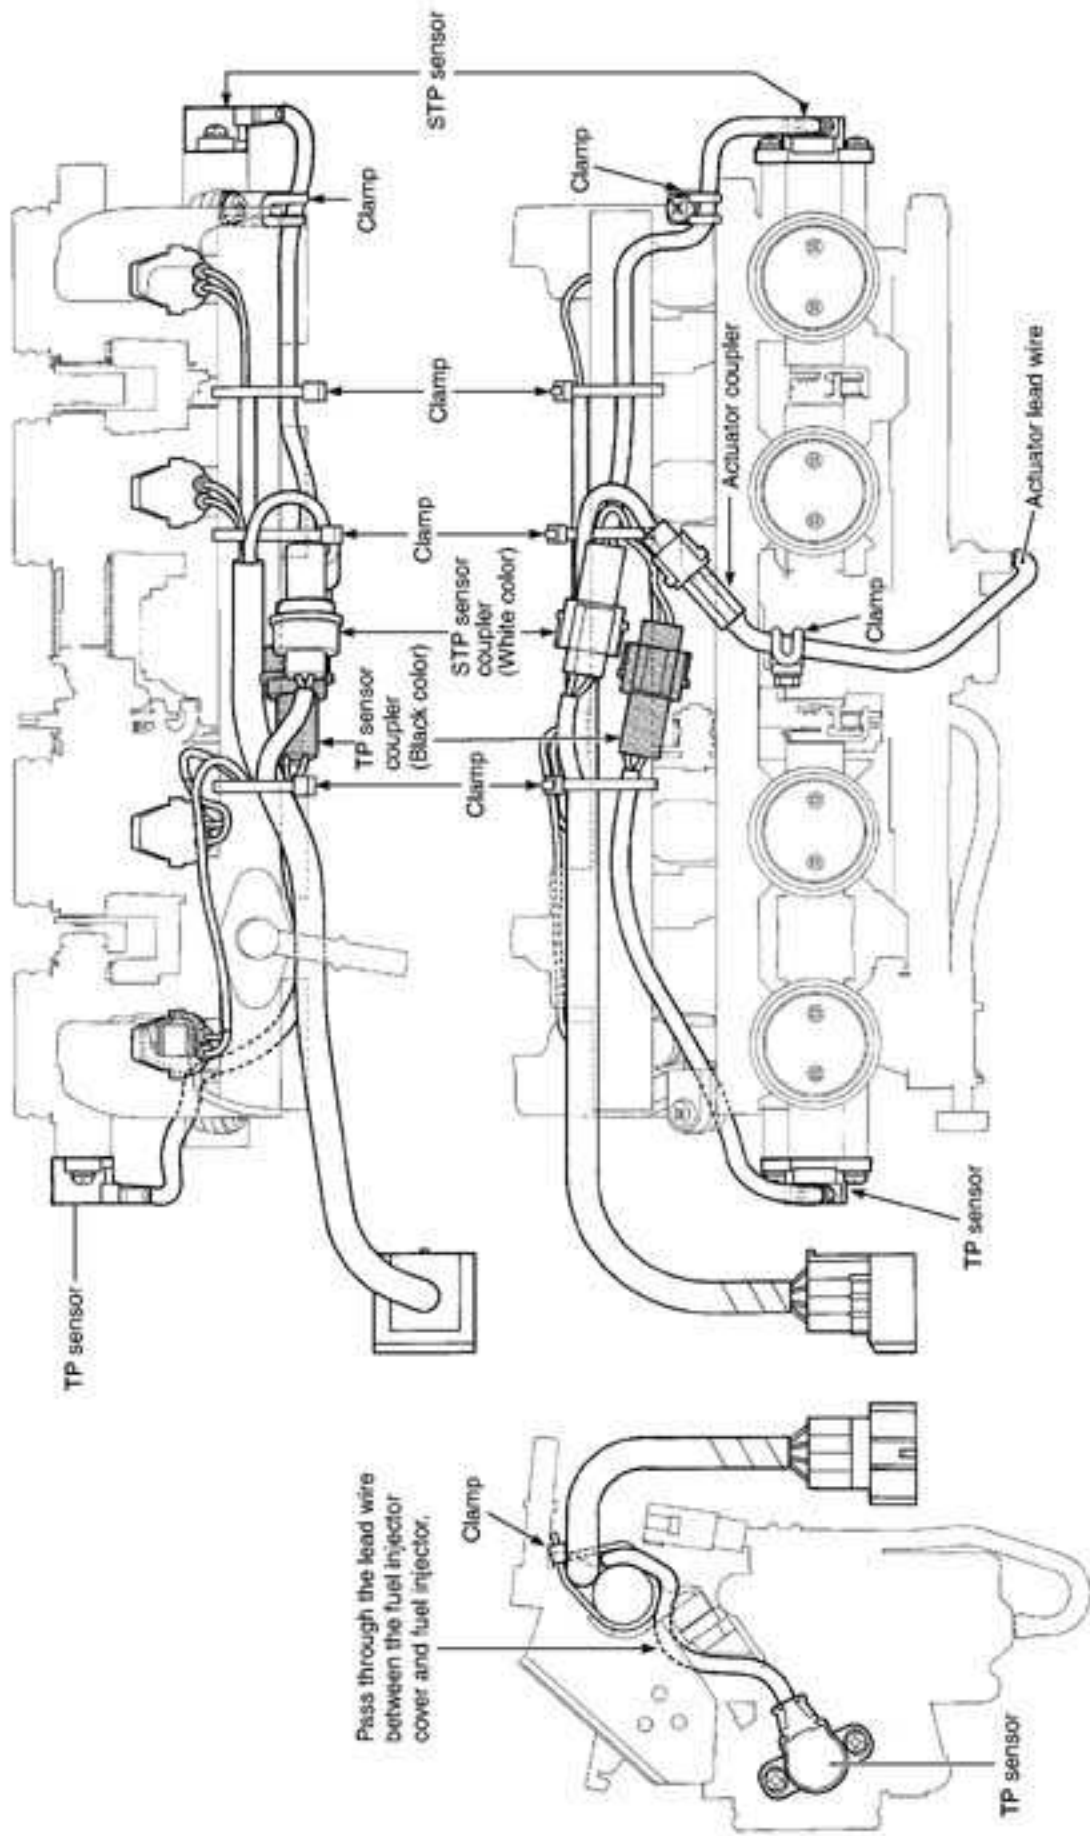 TP sensor
STP sensor
Clamp
Clamp
Clamp
Clamp
STP sensor
coupler
(White color)
TP sensor
coupler
(Black color)
Clamp
Actuator coupler
Clamp
Actuator lead wire
TP sensor
Pass through the lead wire
between the fuel injector
cover and fuel injector.
Clamp
TP sensor